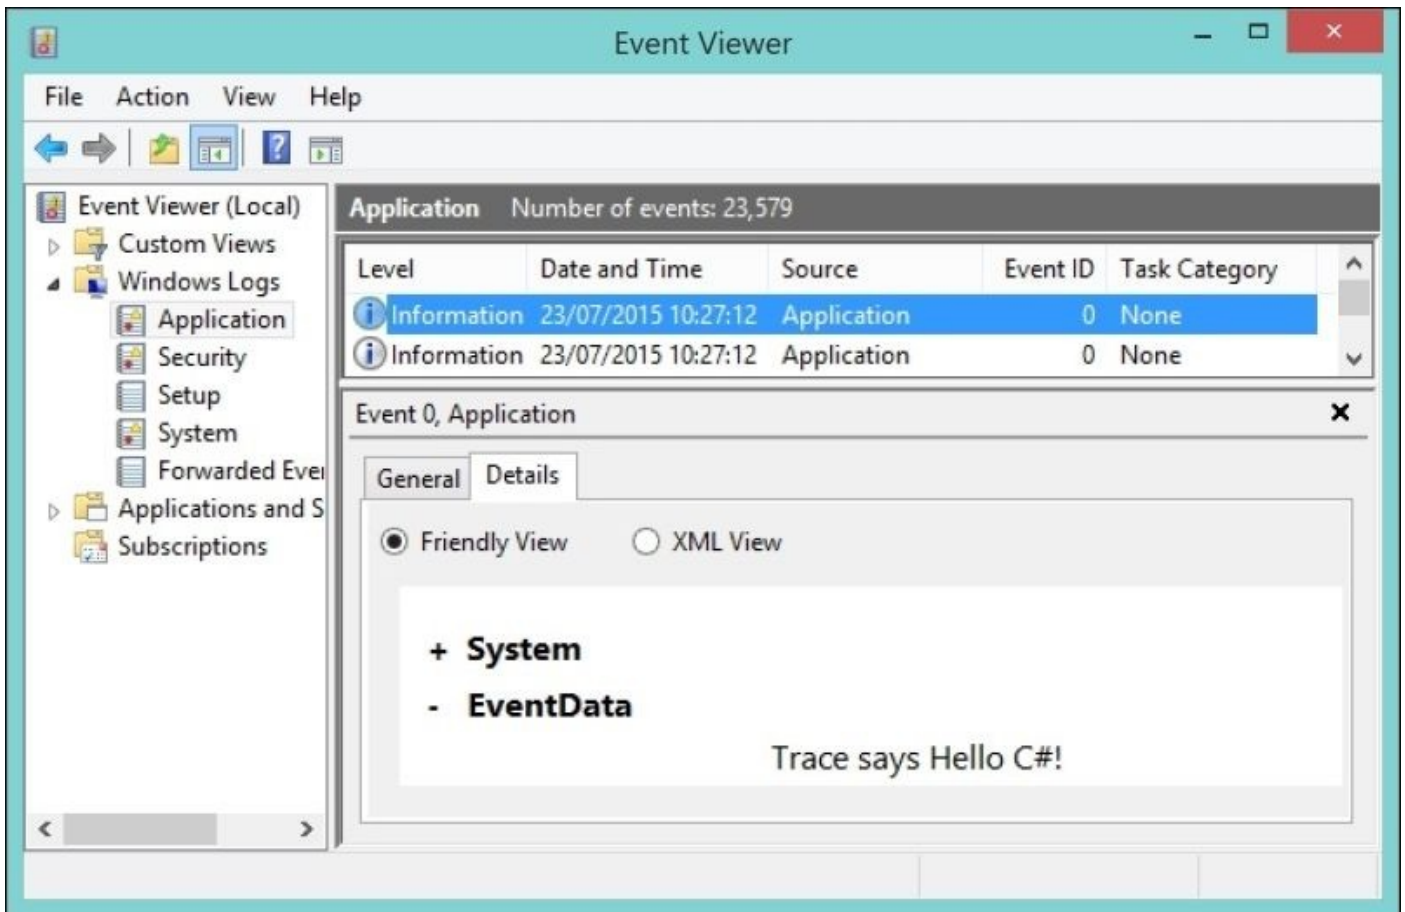 Event Viewer
File Action View Help
Event Viewer (Local)
Custom Views
Windows Logs
Application
Security
Setup
System
Forwarded Ever
Applications and S
Subscriptions
Application Number of events: 23,579
Level Date and Time Source Event ID Task Category
Information 23/07/2015 10:27:12 Application 0 None
Information 23/07/2015 10:27:12 Application 0 None
Event 0, Application
General Details
Friendly View XML View
+ System
- EventData
Trace says Hello C#!